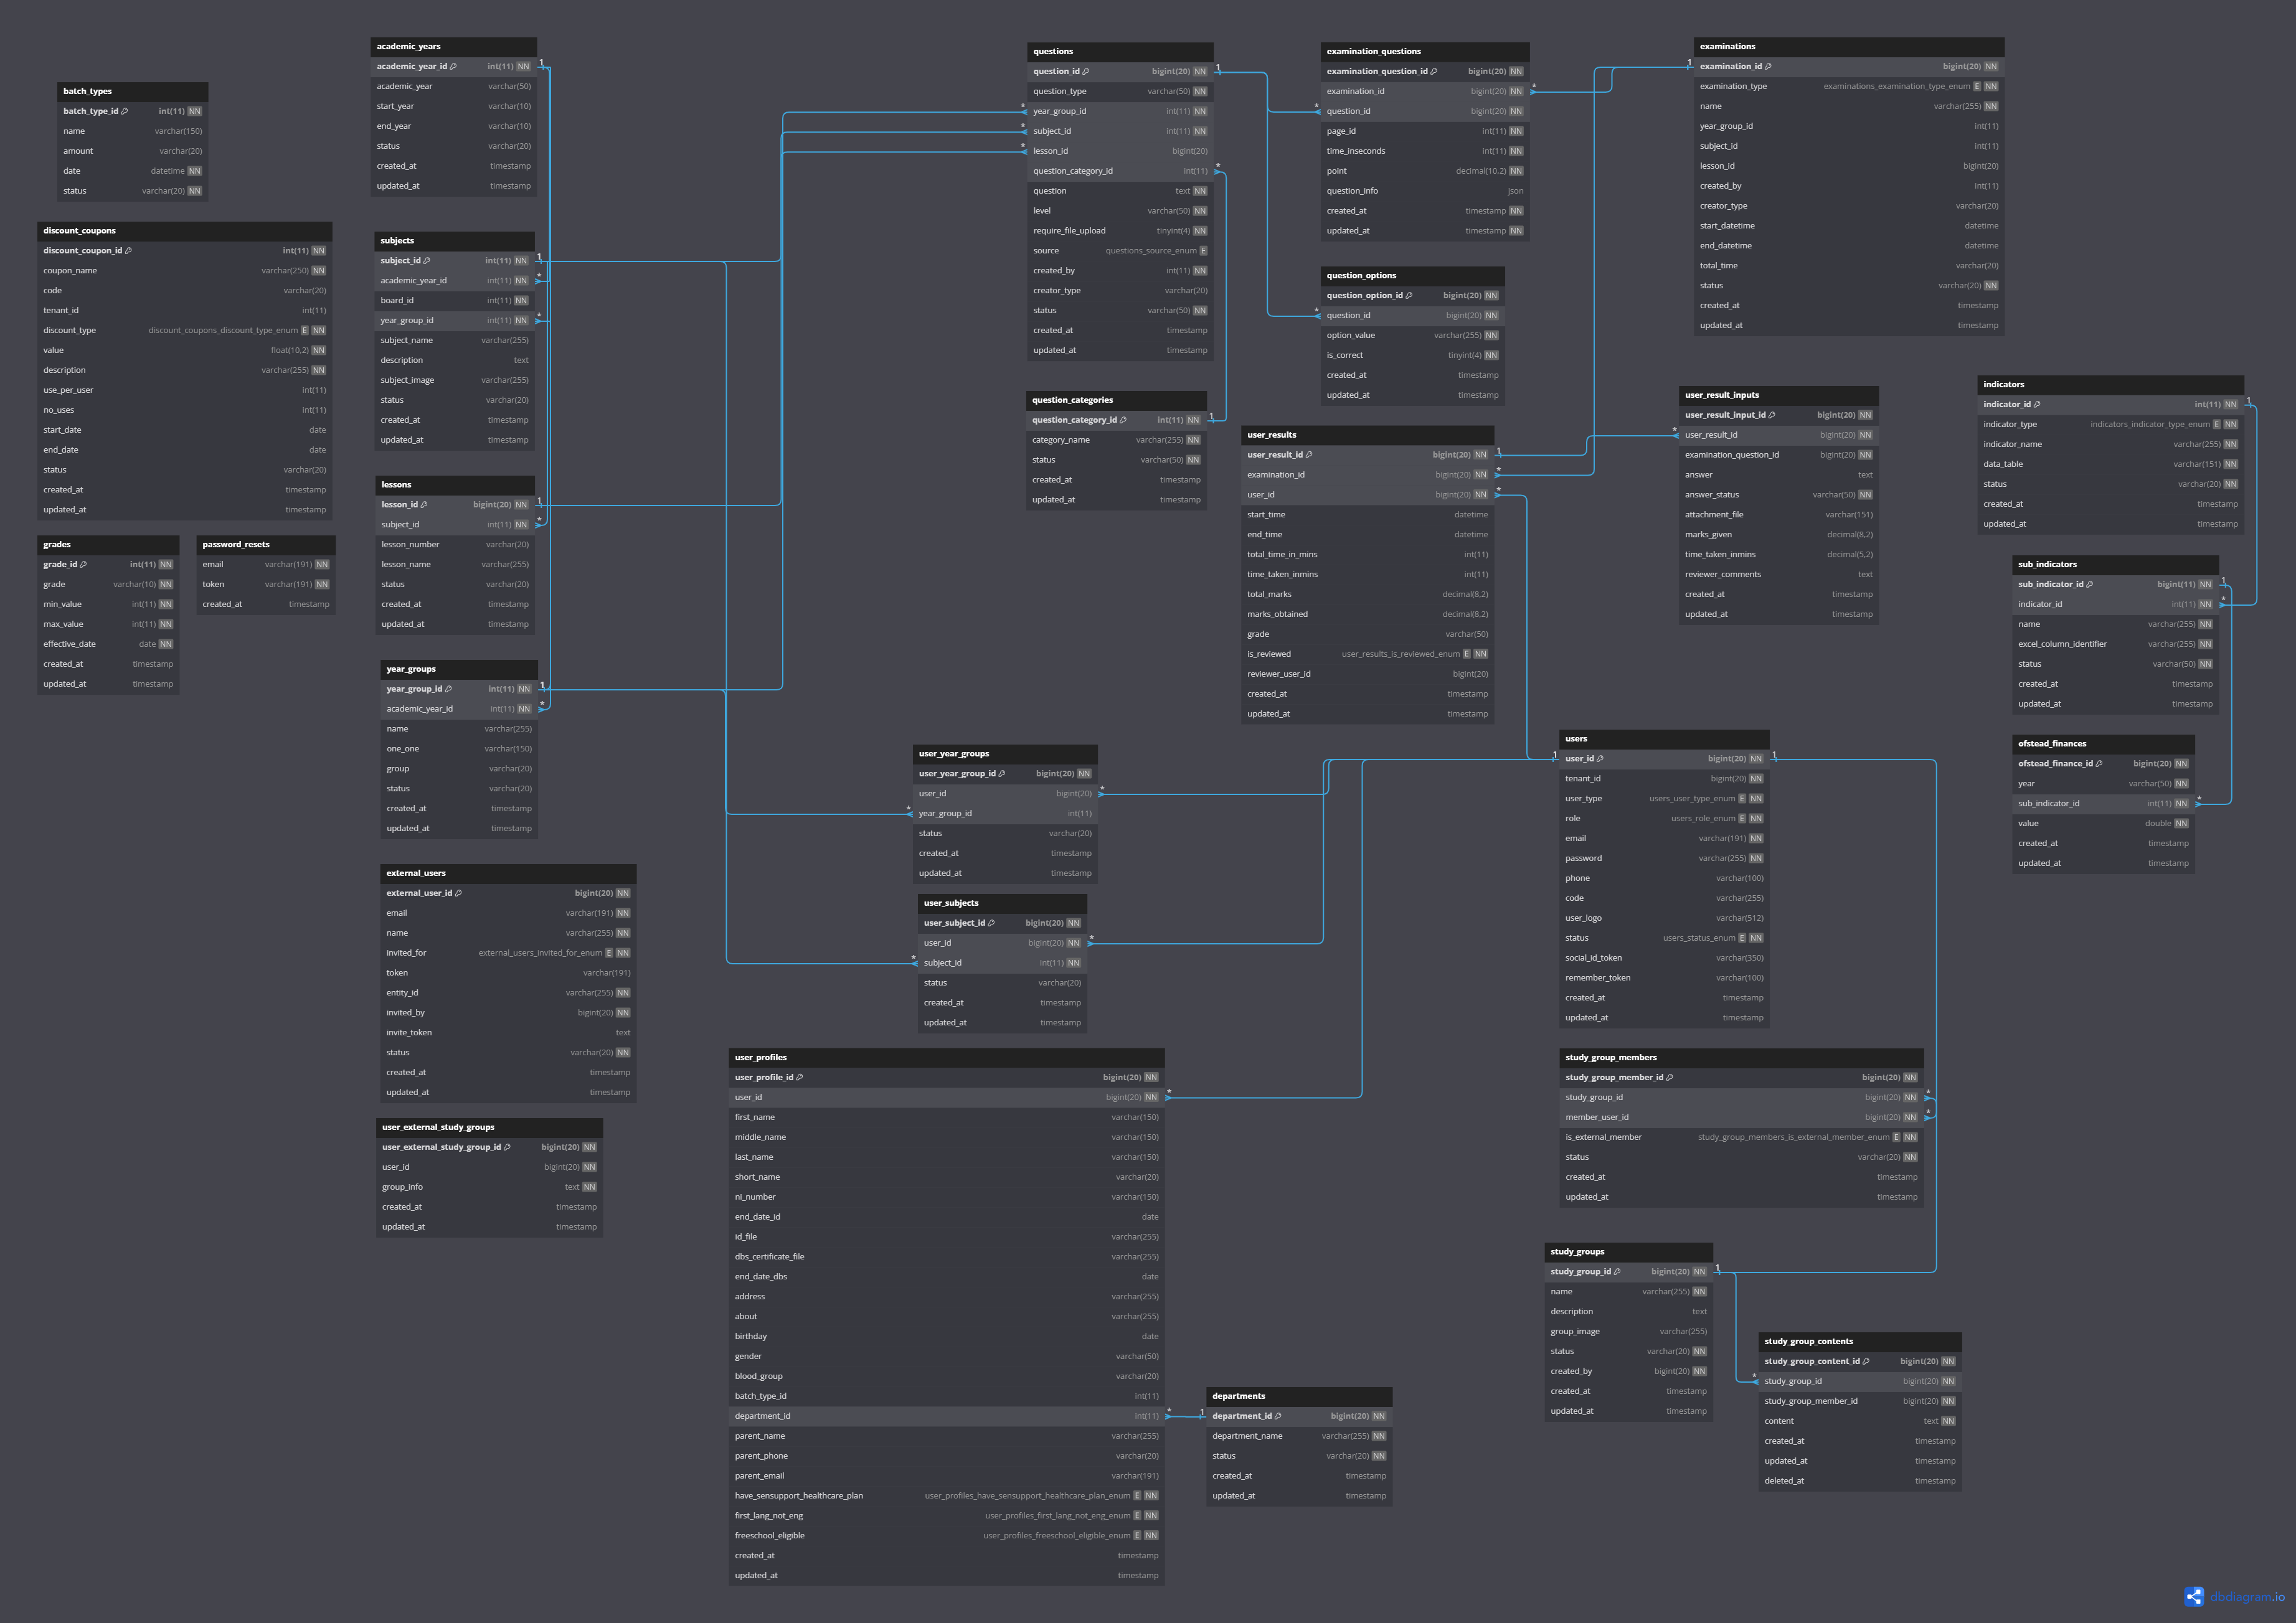 batch_types
batch_type_id int(11) NN
name varchar(150)
amount varchar(20)
date datetime NN
status varchar(20) NN
discount_coupons
discount_coupon_id int(11) NN
coupon_name varchar(250) NN
code varchar(20)
tenant_id int(11)
discount_type discount_coupons_discount_type_enum E NN
value float(10,2) NN
description varchar(255) NN
use_per_user int(11)
no_uses int(11)
start_date date
end_date date
status varchar(20)
created_at timestamp
updated_at timestamp
grades
grade_id int(11) NN
grade varchar(10) NN
min_value int(11) NN
max_value int(11) NN
effective_date date NN
created_at timestamp
updated_at timestamp
password_resets
email varchar(191) NN
token varchar(191) NN
created_at timestamp
academic_years
academic_year_id int(11) NN 1
academic_year varchar(50)
start_year varchar(10)
end_year varchar(10)
status varchar(20)
created_at timestamp
updated_at timestamp
subjects
subject_id int(11) NN 1
academic_year_id int(11) NN *
board_id int(11) NN
year_group_id int(11) NN *
subject_name varchar(255)
description text
subject_image varchar(255)
status varchar(20)
created_at timestamp
updated_at timestamp
lessons
lesson_id bigint(20) NN 1
subject_id int(11) NN *
lesson_number varchar(20)
lesson_name varchar(255)
status varchar(20)
created_at timestamp
updated_at timestamp
year_groups
year_group_id int(11) NN 1
academic_year_id int(11) NN *
name varchar(255)
one_one varchar(150)
group varchar(20)
status varchar(20)
created_at timestamp
updated_at timestamp
external_users
external_user_id bigint(20) NN
email varchar(191) NN
name varchar(255) NN
invited_for external_users_invited_for_enum E NN
token varchar(191)
entity_id varchar(255) NN
invited_by bigint(20) NN
invite_token text
status varchar(20) NN
created_at timestamp
updated_at timestamp
user_external_study_groups
user_external_study_group_id bigint(20) NN
user_id bigint(20) NN
group_info text NN
created_at timestamp
updated_at timestamp
questions
question_id bigint(20) NN 1
question_type varchar(50) NN
* year_group_id int(11) NN
* subject_id int(11) NN
* lesson_id bigint(20)
question_category_id int(11) *
question text NN
level varchar(50) NN
require_file_upload tinyint(4) NN
source questions_source_enum E
created_by int(11) NN
creator_type varchar(20)
status varchar(50) NN
created_at timestamp
updated_at timestamp
question_categories
question_category_id int(11) NN 1
category_name varchar(255) NN
status varchar(50) NN
created_at timestamp
updated_at timestamp
examination_questions
examination_question_id bigint(20) NN
examination_id bigint(20) NN *
* question_id bigint(20) NN
page_id int(11) NN
time_inseconds int(11) NN
point decimal(10,2) NN
question_info json
created_at timestamp NN
updated_at timestamp NN
question_options
question_option_id bigint(20) NN
* question_id bigint(20) NN
option_value varchar(255) NN
is_correct tinyint(4) NN
created_at timestamp
updated_at timestamp
user_results
user_result_id bigint(20) NN 1
examination_id bigint(20) NN *
user_id bigint(20) NN *
start_time datetime
end_time datetime
total_time_in_mins int(11)
time_taken_inmins int(11)
total_marks decimal(8,2)
marks_obtained decimal(8,2)
grade varchar(50)
is_reviewed user_results_is_reviewed_enum E NN
reviewer_user_id bigint(20)
created_at timestamp
updated_at timestamp
examinations
1 examination_id bigint(20) NN
examination_type examinations_examination_type_enum E NN
name varchar(255) NN
year_group_id int(11)
subject_id int(11)
lesson_id bigint(20)
created_by int(11)
creator_type varchar(20)
start_datetime datetime
end_datetime datetime
total_time varchar(20)
status varchar(20) NN
created_at timestamp
updated_at timestamp
user_result_inputs
user_result_input_id bigint(20) NN
* user_result_id bigint(20) NN
examination_question_id bigint(20) NN
answer text
answer_status varchar(50) NN
attachment_file varchar(151)
marks_given decimal(8,2)
time_taken_inmins decimal(5,2)
reviewer_comments text
created_at timestamp
updated_at timestamp
indicators
indicator_id int(11) NN 1
indicator_type indicators_indicator_type_enum E NN
indicator_name varchar(255) NN
data_table varchar(151) NN
status varchar(20) NN
created_at timestamp
updated_at timestamp
sub_indicators
sub_indicator_id bigint(11) NN 1
indicator_id int(11) NN *
name varchar(255) NN
excel_column_identifier varchar(255) NN
status varchar(50) NN
created_at timestamp
updated_at timestamp
ofstead_finances
ofstead_finance_id bigint(20) NN
year varchar(50) NN
sub_indicator_id int(11) NN *
value double NN
created_at timestamp
updated_at timestamp
user_year_groups
user_year_group_id bigint(20) NN
user_id bigint(20) *
* year_group_id int(11)
status varchar(20)
created_at timestamp
updated_at timestamp
user_subjects
user_subject_id bigint(20) NN
user_id bigint(20) NN *
* subject_id int(11) NN
status varchar(20)
created_at timestamp
updated_at timestamp
users
1 user_id bigint(20) NN 1
tenant_id bigint(20) NN
user_type users_user_type_enum E NN
role users_role_enum E NN
email varchar(191) NN
password varchar(255) NN
phone varchar(100)
code varchar(255)
user_logo varchar(512)
status users_status_enum E NN
social_id_token varchar(350)
remember_token varchar(100)
created_at timestamp
updated_at timestamp
user_profiles
user_profile_id bigint(20) NN
user_id bigint(20) NN *
first_name varchar(150)
middle_name varchar(150)
last_name varchar(150)
short_name varchar(20)
ni_number varchar(150)
end_date_id date
id_file varchar(255)
dbs_certificate_file varchar(255)
end_date_dbs date
address varchar(255)
about varchar(255)
birthday date
gender varchar(50)
blood_group varchar(20)
batch_type_id int(11)
department_id int(11) *
parent_name varchar(255)
parent_phone varchar(20)
parent_email varchar(191)
have_sensupport_healthcare_plan user_profiles_have_sensupport_healthcare_plan_enum E NN
first_lang_not_eng user_profiles_first_lang_not_eng_enum E NN
freeschool_eligible user_profiles_freeschool_eligible_enum E NN
created_at timestamp
updated_at timestamp
departments
1 department_id bigint(20) NN
department_name varchar(255) NN
status varchar(20) NN
created_at timestamp
updated_at timestamp
study_group_members
study_group_member_id bigint(20) NN
study_group_id bigint(20) NN *
member_user_id bigint(20) NN *
is_external_member study_group_members_is_external_member_enum E NN
status varchar(20) NN
created_at timestamp
updated_at timestamp
study_groups
study_group_id bigint(20) NN 1
name varchar(255) NN
description text
group_image varchar(255)
status varchar(20) NN
created_by bigint(20) NN
created_at timestamp
updated_at timestamp
study_group_contents
study_group_content_id bigint(20) NN
* study_group_id bigint(20) NN
study_group_member_id bigint(20) NN
content text NN
created_at timestamp
updated_at timestamp
deleted_at timestamp
dbdiagram.io